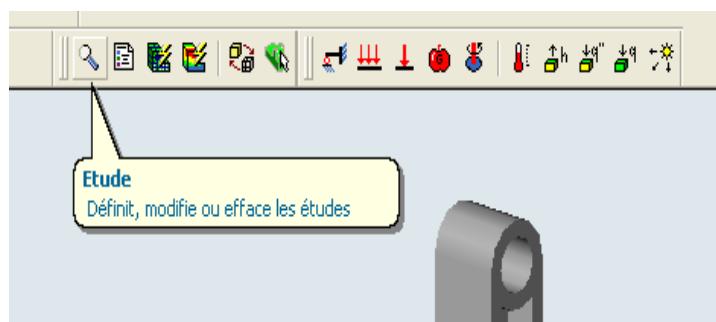 h q" q
G
Etude
Définit, modifie ou efface les études